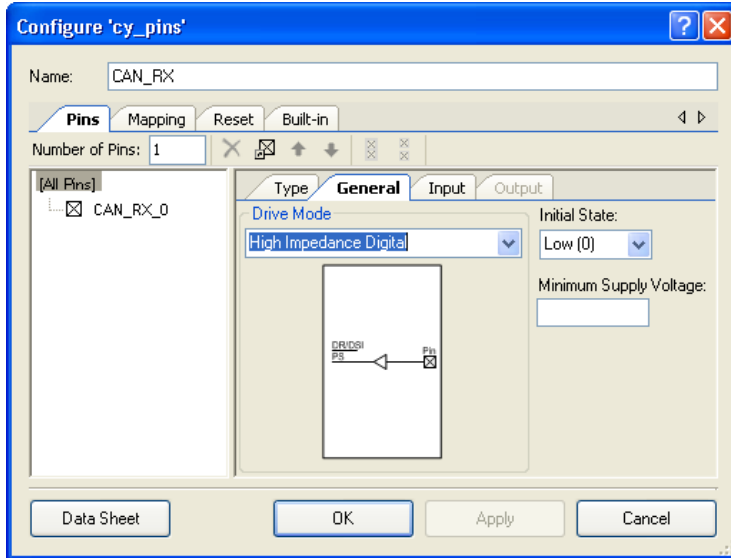 Configure 'cy_pins'
Name: CAN_RX
Pins Mapping Reset Built-in
Number of Pins: 1
[All Pins]
CAN_RX_0
Type General Input Output
Drive Mode
High Impedance Digital
Initial State:
Low (0)
Minimum Supply Voltage:
DR/DSI
PS
Pin
Data Sheet OK Apply Cancel